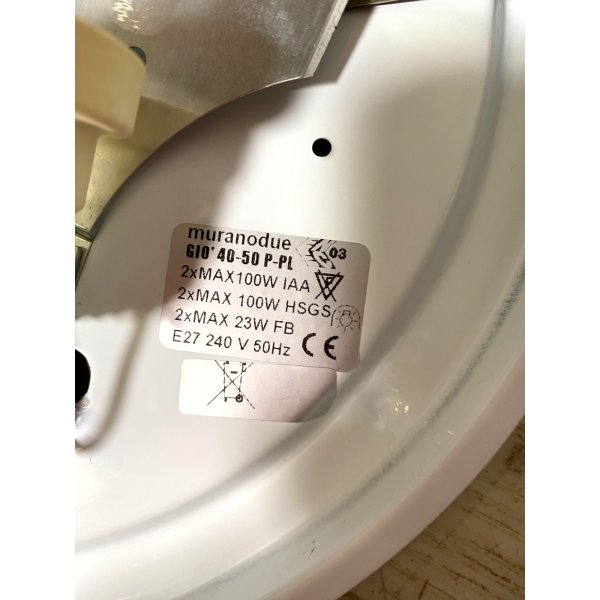 muranodue
03
GIO' 40-50 P-PL
2xMAX100W IAA
2xMAX 100W HSGS
2xMAX 23W FB
E27 240 V 50Hz
CE